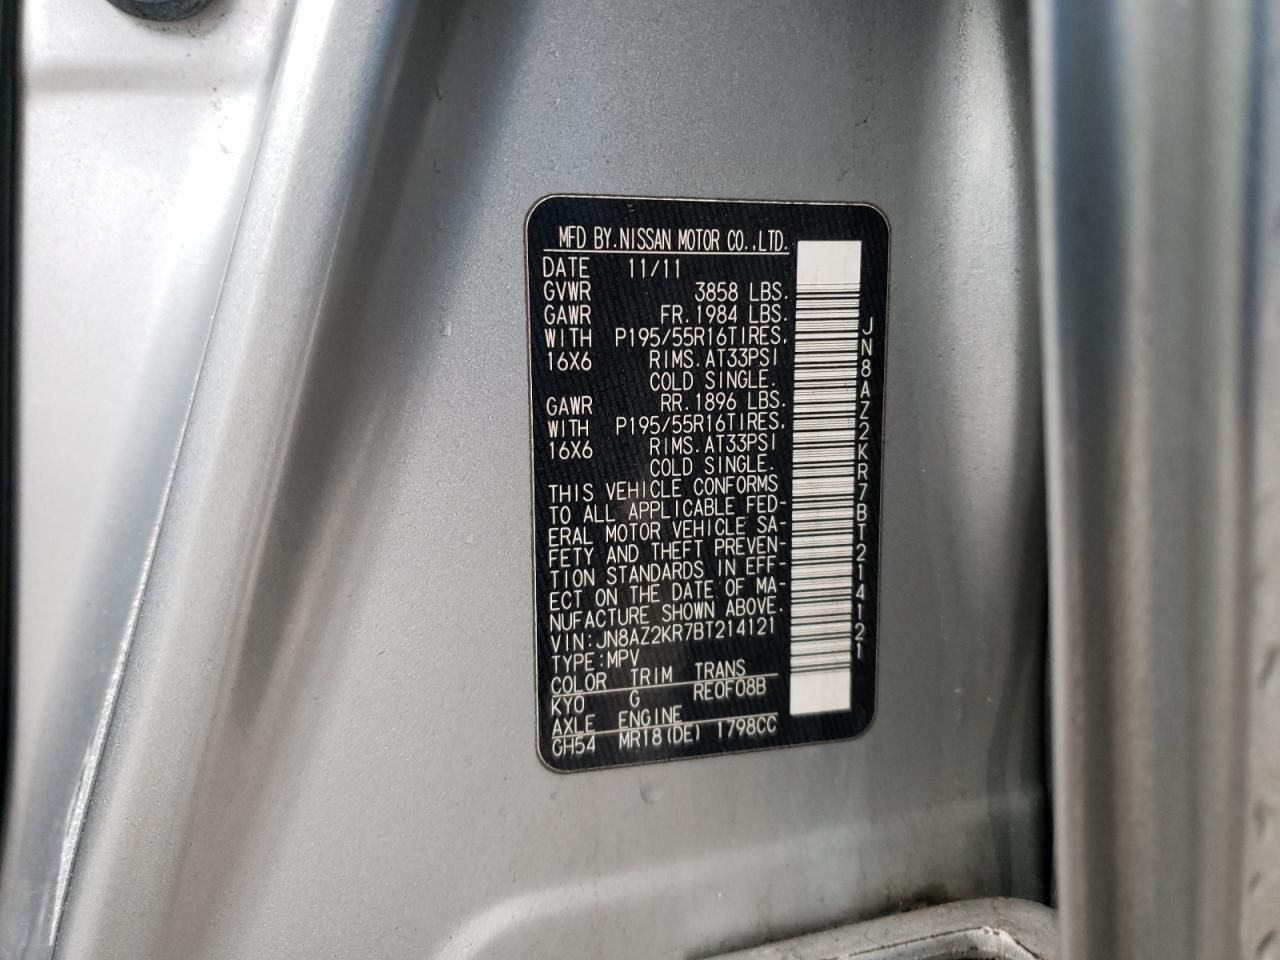 MFD BY.NISSAN MOTOR CO.,LTD.
DATE 11/11
GVWR 3858 LBS.
GAWR FR.1984 LBS.
WITH P195/55R16TIRES.
16X6 RIMS.AT33PSI
COLD SINGLE.
GAWR RR.1896 LBS.
WITH P195/55R16TIRES.
16X6 RIMS.AT33PSI
COLD SINGLE.
THIS VEHICLE CONFORMS
TO ALL APPLICABLE FED-
ERAL MOTOR VEHICLE SA-
FETY AND THEFT PREVEN-
TION STANDARDS IN EFF-
ECT ON THE DATE OF MA-
NUFACTURE SHOWN ABOVE.
VIN:JN8AZ2KR7BT214121
TYPE:MPV
COLOR TRIM TRANS
KY0 G RE0F08B
AXLE ENGINE
GH54 MR18(DE) 1798CC
JN8AZ2KR7BT214121